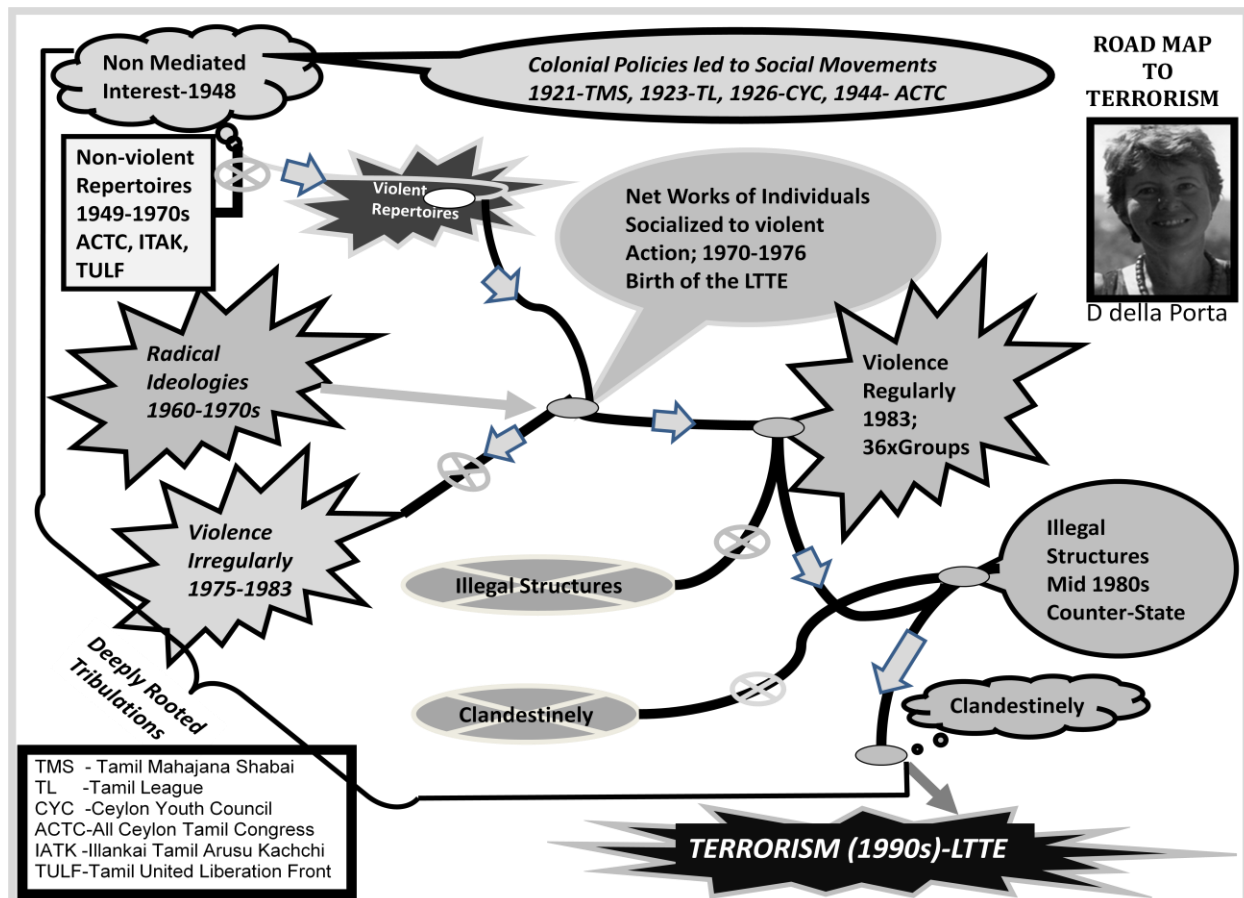 Non Mediated
Interest-1948
Colonial Policies led to Social Movements
1921-TMS, 1923-TL, 1926-CYC, 1944- ACTC
ROAD MAP
TO
TERRORISM
D della Porta
Non-violent
Repertoires
1949-1970s
ACTC, ITAK,
TULF
Violent
Repertoires
Net Works of Individuals
Socialized to violent
Action; 1970-1976
Birth of the LTTE
Radical
Ideologies
1960-1970s
Violence
Regularly
1983;
36xGroups
Violence
Irregularly
1975-1983
Illegal Structures
Illegal
Structures
Mid 1980s
Counter-State
Clandestinely
Clandestinely
Deeply Rooted
Tribulations
TERRORISM (1990s)-LTTE
TMS - Tamil Mahajana Shabai
TL -Tamil League
CYC -Ceylon Youth Council
ACTC-All Ceylon Tamil Congress
IATK -Illankai Tamil Arusu Kachchi
TULF-Tamil United Liberation Front